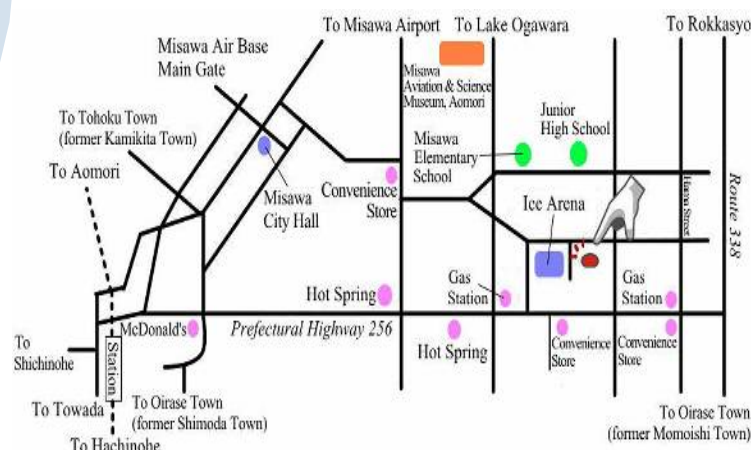 To Misawa Airport
To Lake Ogawara
To Rokkasyo
Misawa Air Base
Main Gate
Misawa
Aviation & Science
Museum, Aomori
To Tohoku Town
(former Kamikita Town)
Junior
High School
Misawa
Elementary
School
To Aomori
Misawa
City Hall
Convenience
Store
Ice Arena
Route 338
Hot Spring
Gas
Station
Gas
Station
McDonald's
Prefectural Highway 256
To
Shichinohe
Station
Hot Spring
Convenience
Store
Convenience
Store
To Towada
To Oirase Town
(former Shimoda Town)
To Oirase Town
(former Momoishi Town)
To Hachinohe